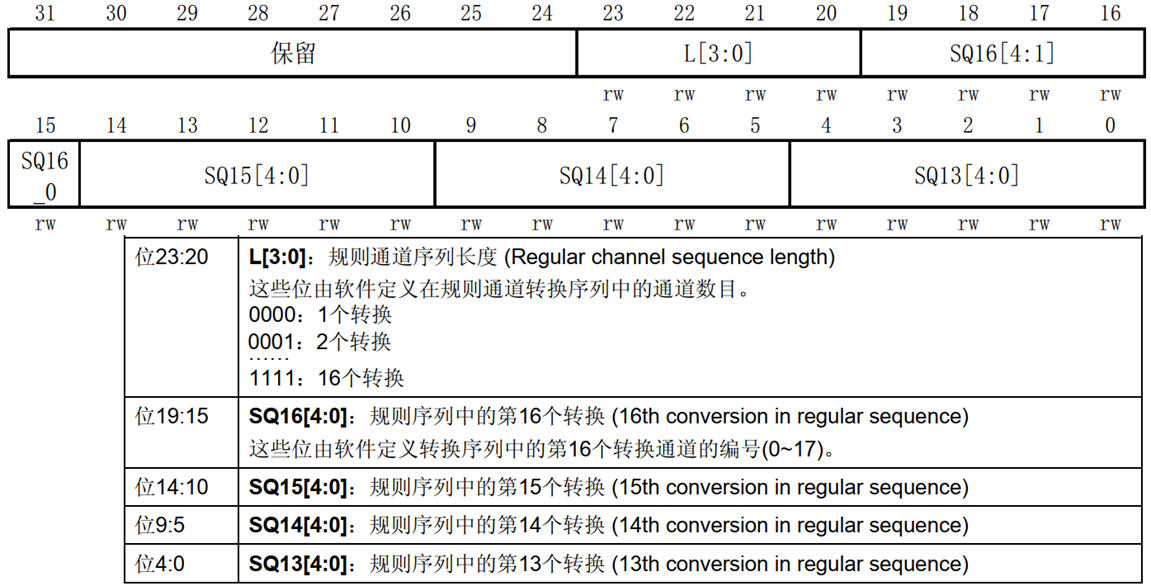 31 30 29 28 27 26 25 24 23 22 21 20 19 18 17 16
保留 L[3:0] SQ16[4:1]
rw rw rw rw rw rw rw rw
15 14 13 12 11 10 9 8 7 6 5 4 3 2 1 0
SQ16
_0
SQ15[4:0] SQ14[4:0] SQ13[4:0]
rw rw rw rw rw rw rw rw rw rw rw rw rw rw rw rw
位23:20 L[3:0]：规则通道序列长度 (Regular channel sequence length)
这些位由软件定义在规则通道转换序列中的通道数目。
0000：1个转换
0001：2个转换
……
1111：16个转换
位19:15 SQ16[4:0]：规则序列中的第16个转换 (16th conversion in regular sequence)
这些位由软件定义转换序列中的第16个转换通道的编号(0~17)。
位14:10 SQ15[4:0]：规则序列中的第15个转换 (15th conversion in regular sequence)
位9:5 SQ14[4:0]：规则序列中的第14个转换 (14th conversion in regular sequence)
位4:0 SQ13[4:0]：规则序列中的第13个转换 (13th conversion in regular sequence)